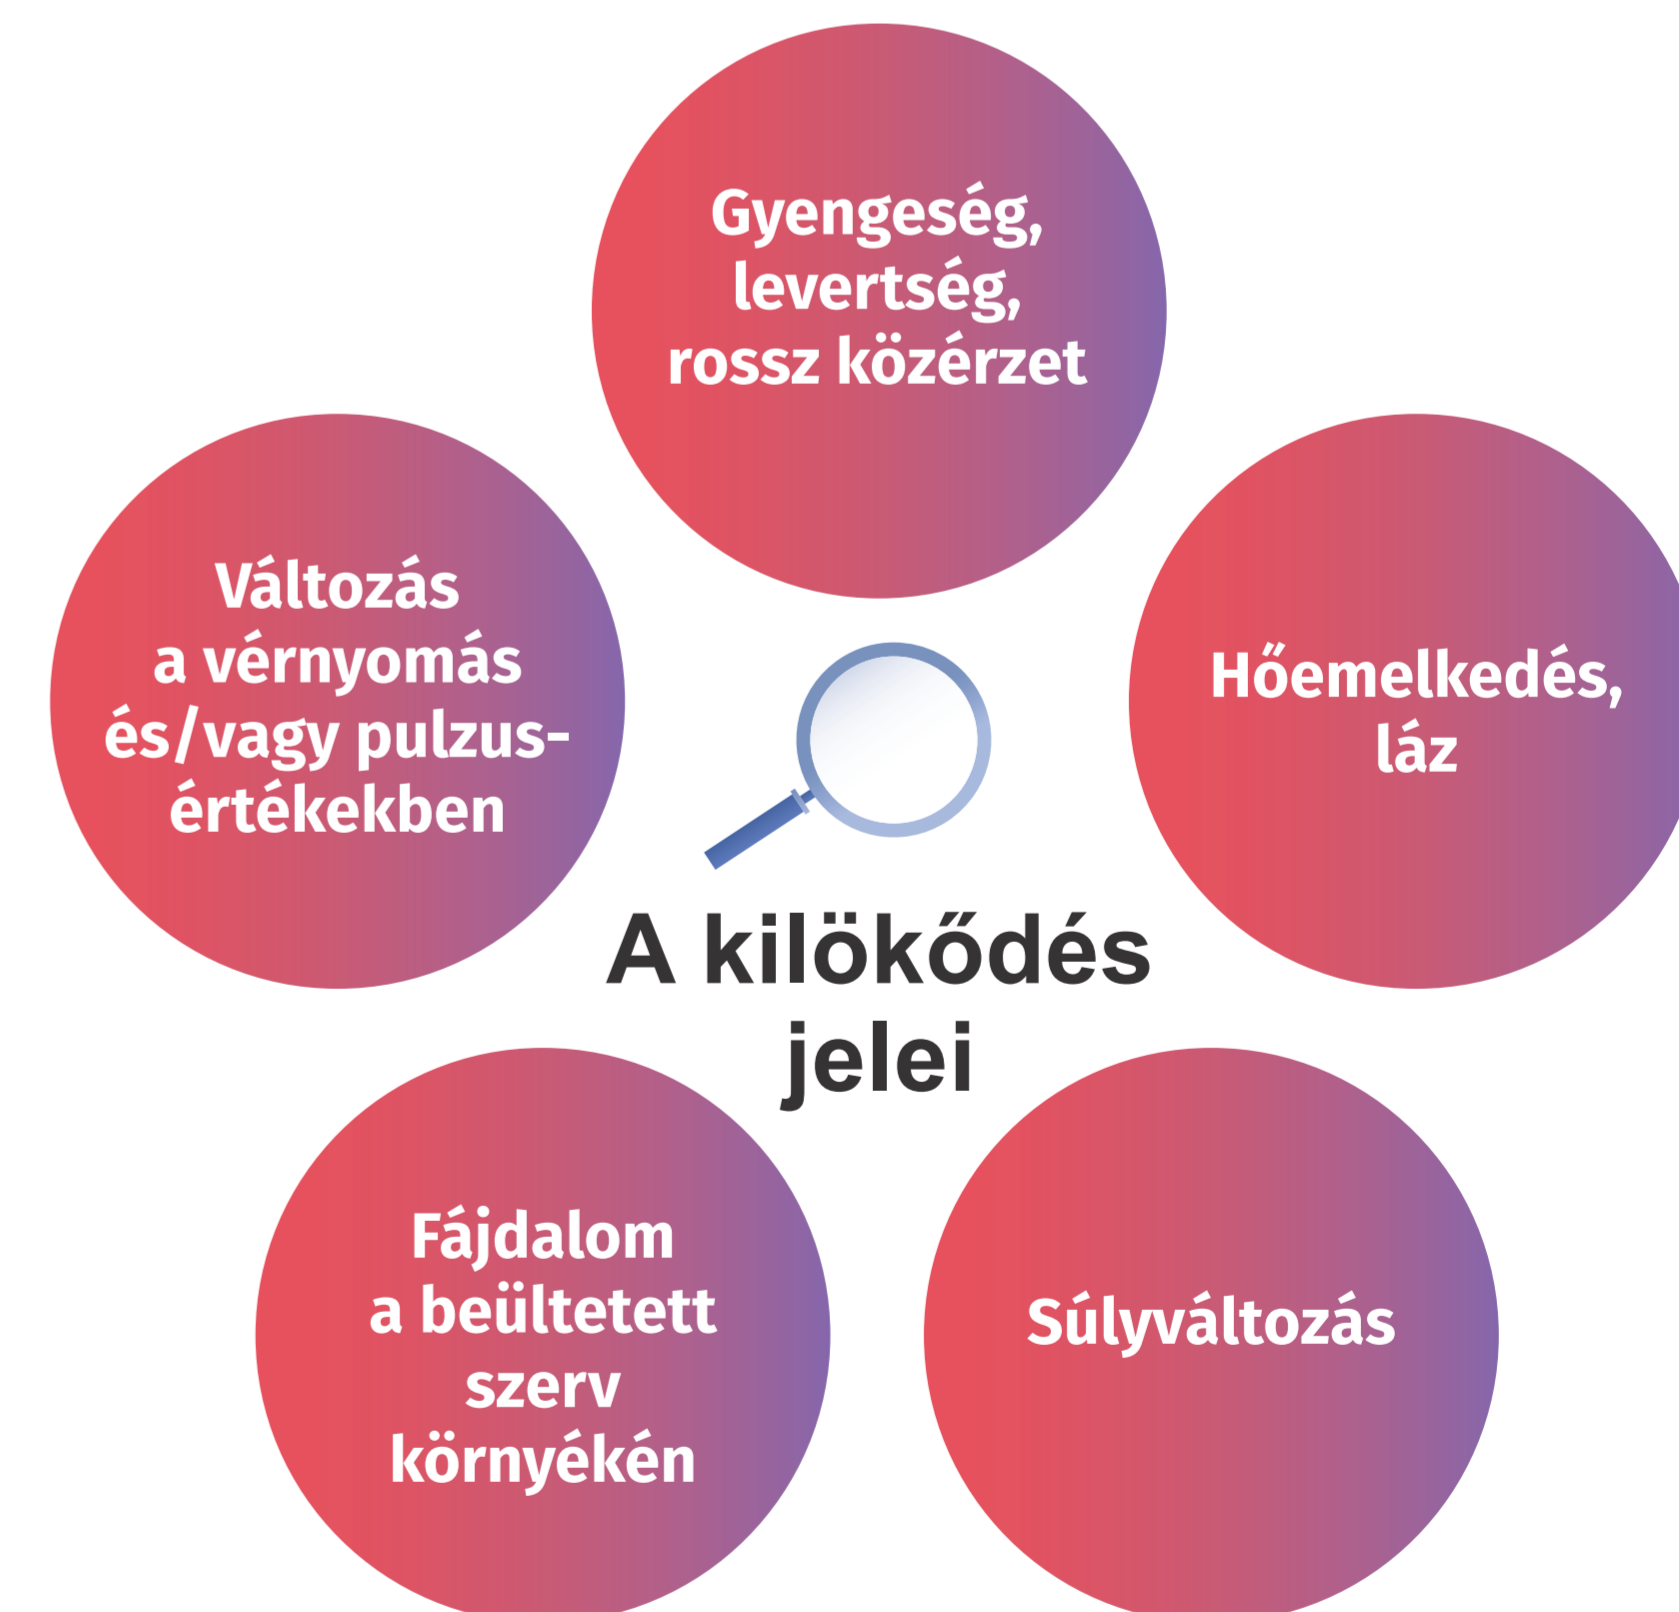 Gyengeség,
levertség,
rossz közérzet
Változás
a vérnyomás
és/vagy pulzus-
értékekben
Hőemelkedés,
láz
A kilökődés
jelei
Fájdalom
a beültetett
szerv
környékén
Súlyváltozás